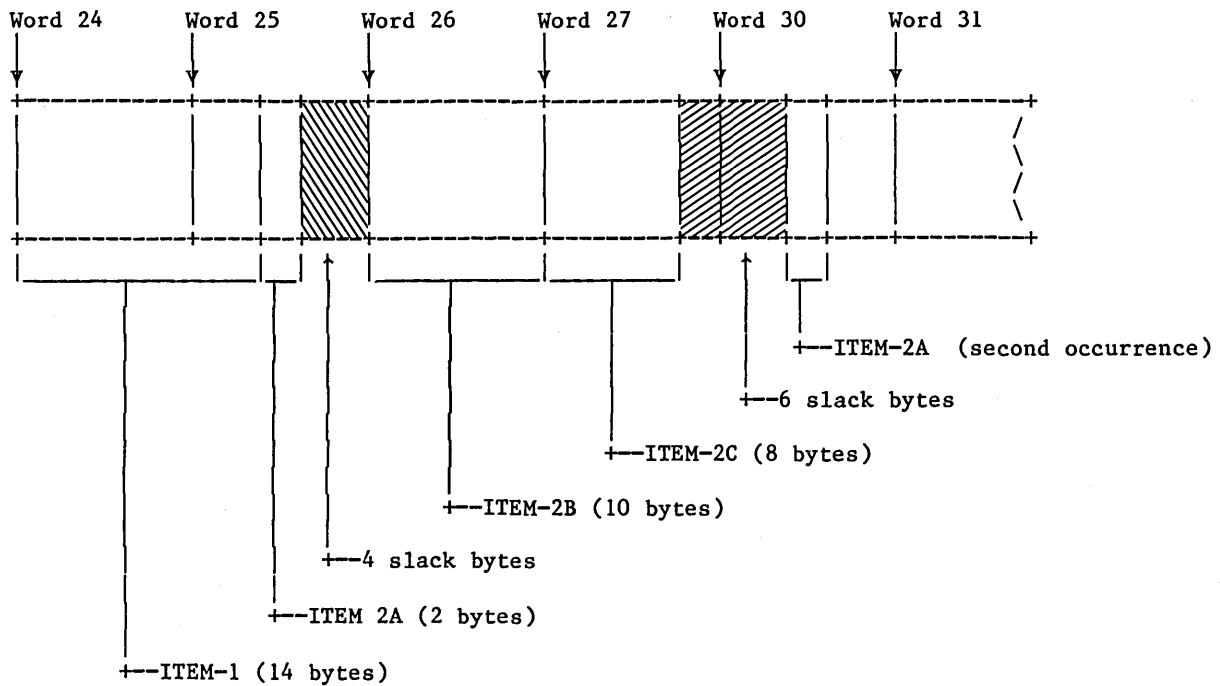 Word 24 Word 25 Word 26 Word 27 Word 30 Word 31
ITEM-2A (second occurrence)
6 slack bytes
ITEM-2C (8 bytes)
ITEM-2B (10 bytes)
4 slack bytes
ITEM 2A (2 bytes)
ITEM-1 (14 bytes)